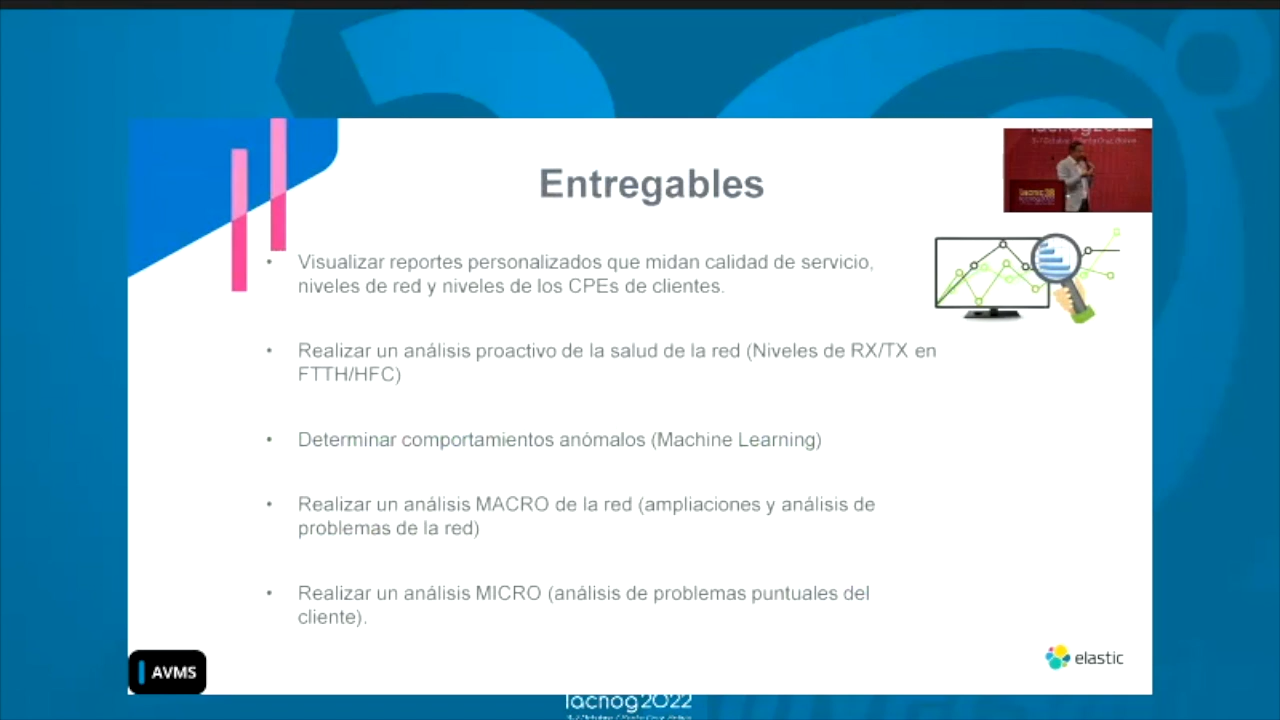 Entregables
• Visualizar reportes personalizados que midan calidad de servicio,
niveles de red y niveles de los CPEs de clientes.
• Realizar un análisis proactivo de la salud de la red (Niveles de RX/TX en
FTTH/HFC)
• Determinar comportamientos anómalos (Machine Learning)
• Realizar un análisis MACRO de la red (ampliaciones y análisis de
problemas de la red)
• Realizar un análisis MICRO (análisis de problemas puntuales del
cliente).
AVMS
elastic
lacnog2022